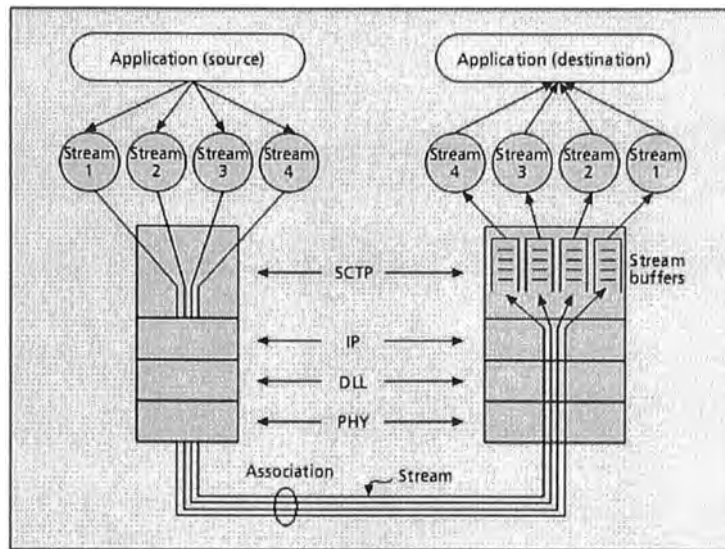 Application (source)
Application (destination)
Stream 1
Stream 2
Stream 3
Stream 4
Stream 4
Stream 3
Stream 2
Stream 1
SCTP
Stream
buffers
IP
DLL
PHY
Association
Stream